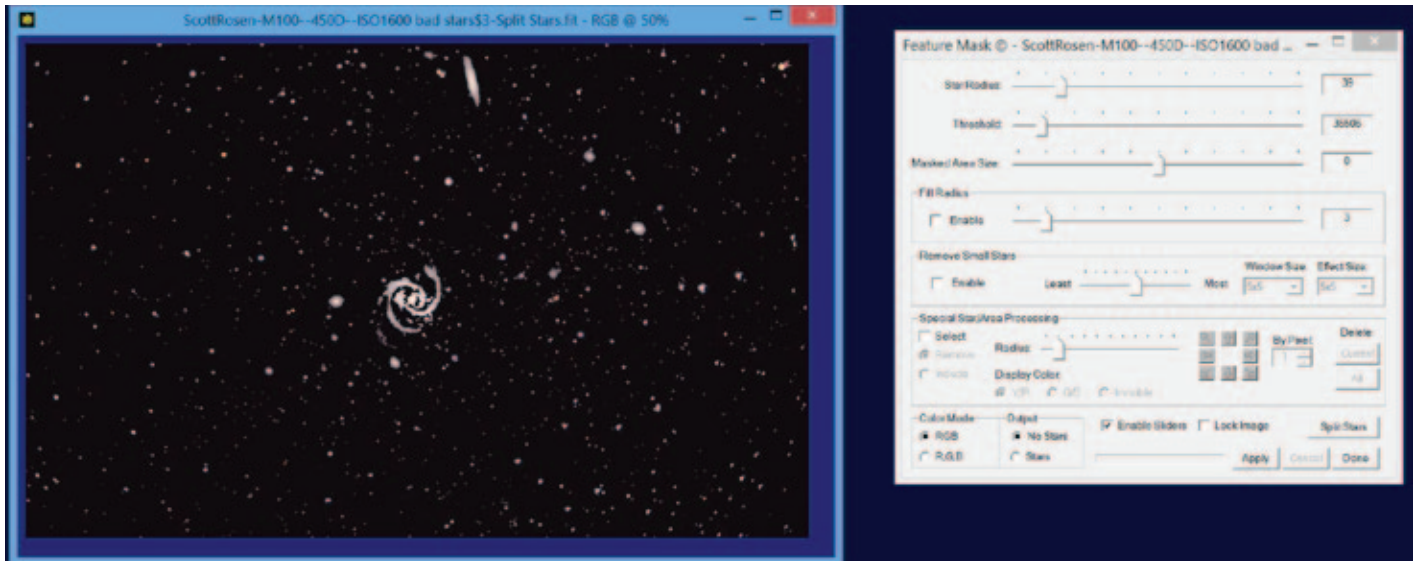 ScottRosen-M100--450D--ISO1600 bad stars$3-Split Stars.fit - RGB @ 50%
Feature Mask © - ScottRosen-M100--450D--ISO1600 bad ...
Star Radius:
Threshold:
Masked Area Size: 0
Fill Radius
Enable 3
Remove Small Stars
Window Size: Effect Size:
Enable Least Most 5x5 5x5
Special Star/Area Processing
Select Delete
Radius: By Pixel:
Remove
Include Display Color:
All
Color Mode Output
RGB No Stars Enable Sliders Lock Image Split Stars
R,G,B Stars Apply Cancel Done